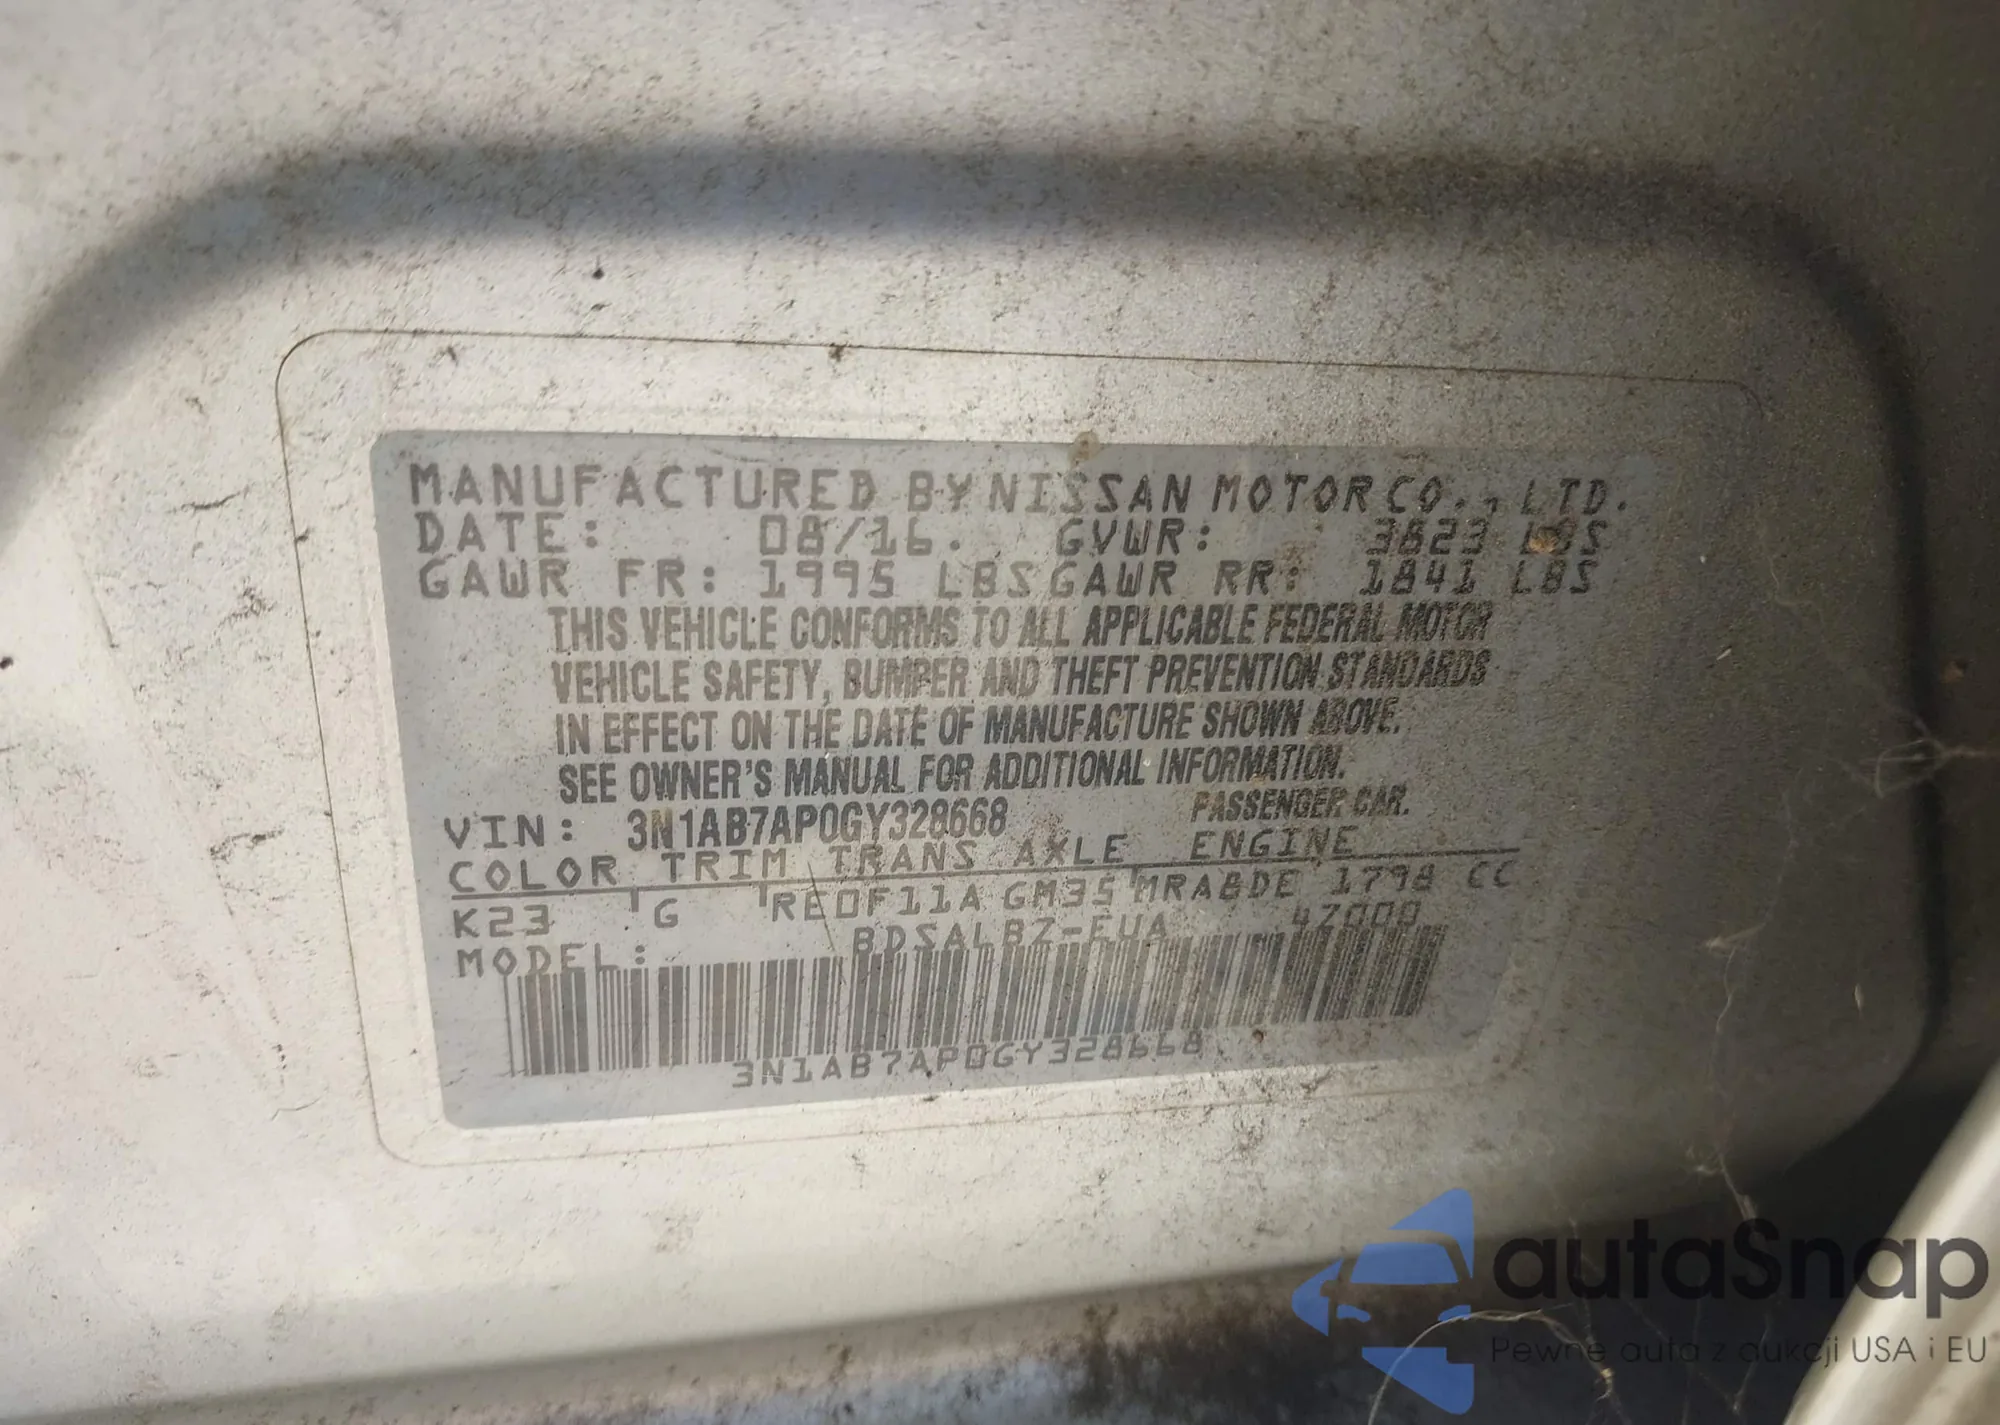 MANUFACTURED BY NISSAN MOTOR CO., LTD.
DATE: 08/16. GVWR: 3823 LBS
GAWR FR: 1995 LBS GAWR RR: 1841 LBS
THIS VEHICLE CONFORMS TO ALL APPLICABLE FEDERAL MOTOR
VEHICLE SAFETY, BUMPER AND THEFT PREVENTION STANDARDS
IN EFFECT ON THE DATE OF MANUFACTURE SHOWN ABOVE.
SEE OWNER'S MANUAL FOR ADDITIONAL INFORMATION.
VIN: 3N1AB7AP0GY328668 PASSENGER CAR.
COLOR TRIM TRANS AXLE ENGINE
K23 G RE0F11A GM35 MRA8DE 1798 CC
MODEL: BDSALBZ-EUA 47000
3N1AB7AP0GY328668
autaSnap
Pewne auta z aukcji USA i EU